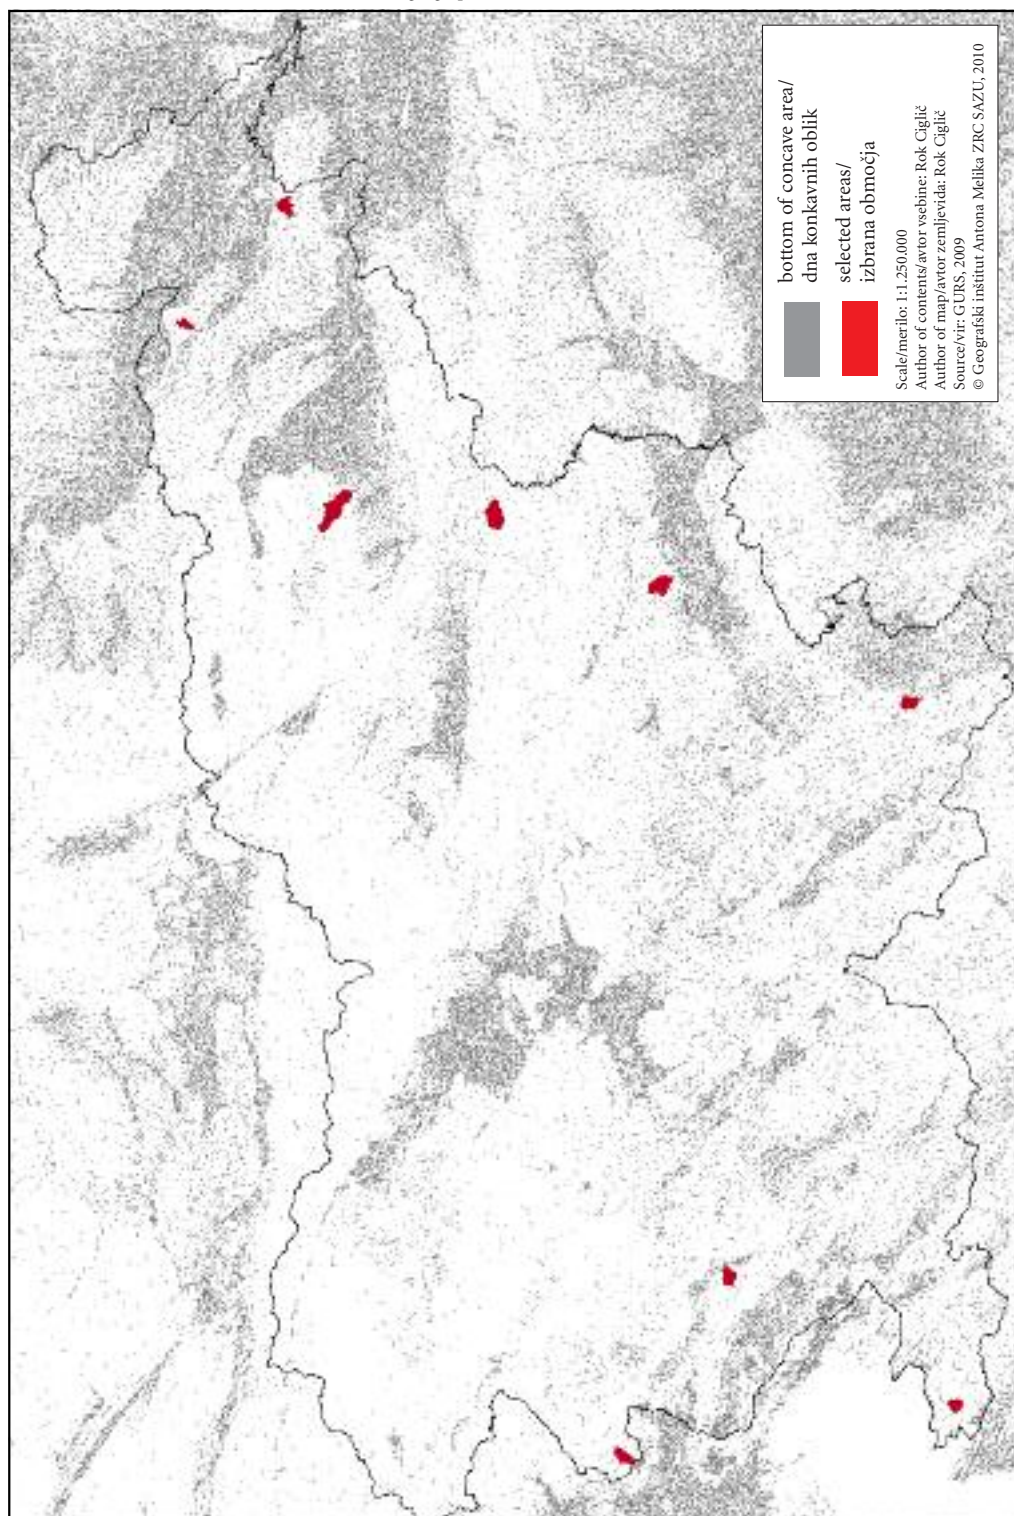 bottom of concave area/
dna konkavnih oblik
selected areas/
izbrana območja
Scale/merilo: 1:1.250.000
Author of contents/avtor vsebine: Rok Ciglič
Author of map/avtor zemljevida: Rok Ciglič
Source/vir: GURS, 2009
© Geografski inštitut Antona Melika ZRC SAZU, 2010